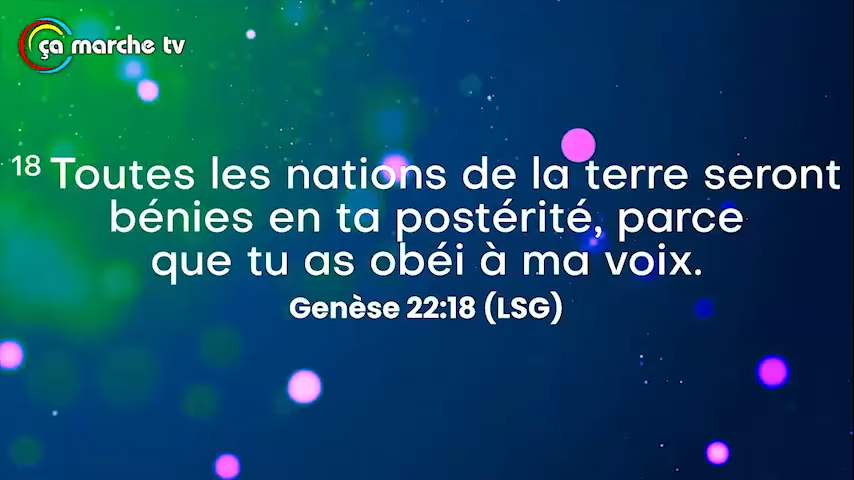 ça marche tv
18 Toutes les nations de la terre seront
bénies en ta postérité, parce
que tu as obéi à ma voix.
Genèse 22:18 (LSG)